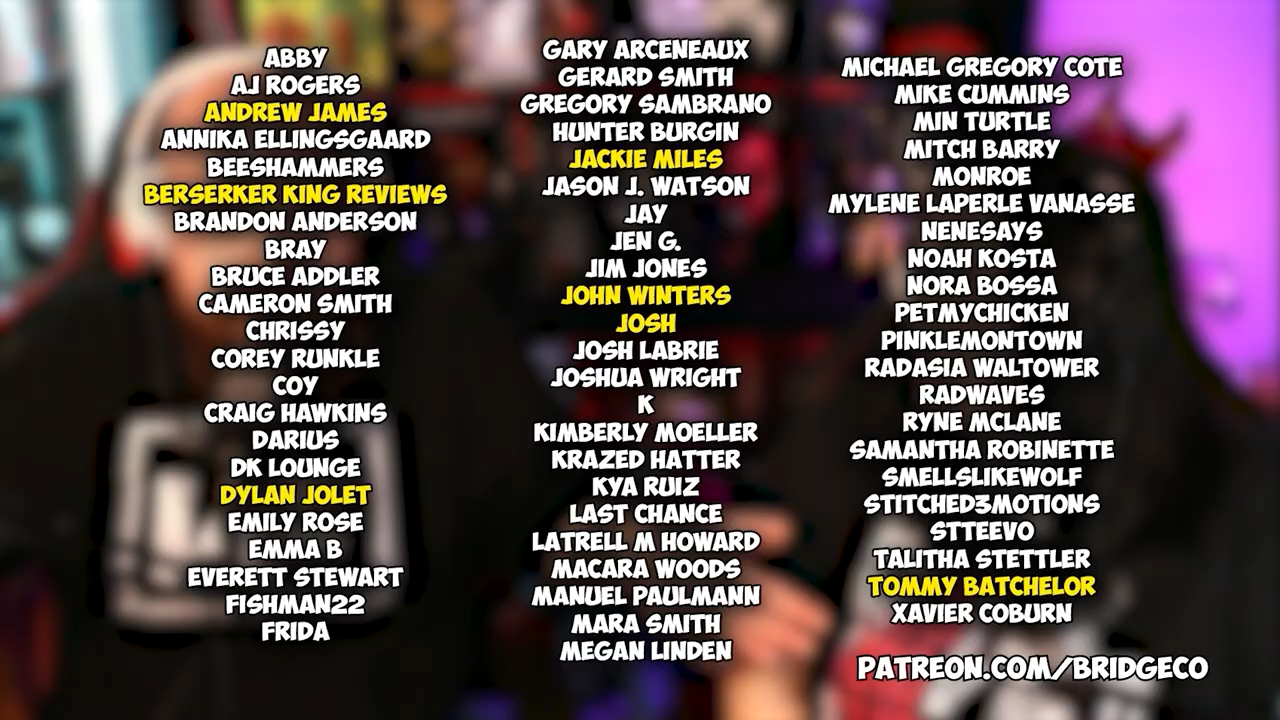 ABBY
AJ ROGERS
ANDREW JAMES
ANNIKA ELLINGSGAARD
BEESHAMMERS
BERSERKER KING REVIEWS
BRANDON ANDERSON
BRAY
BRUCE ADDLER
CAMERON SMITH
CHRISSY
COREY RUNKLE
COY
CRAIG HAWKINS
DARIUS
DK LOUNGE
DYLAN JOLET
EMILY ROSE
EMMA B
EVERETT STEWART
FISHMAN22
FRIDA
GARY ARCENEAUX
GERARD SMITH
GREGORY SAMBRANO
HUNTER BURGIN
JACKIE MILES
JASON J. WATSON
JAY
JEN G.
JIM JONES
JOHN WINTERS
JOSH
JOSH LABRIE
JOSHUA WRIGHT
K
KIMBERLY MOELLER
KRAZED HATTER
KYA RUIZ
LAST CHANCE
LATRELL M HOWARD
MACARA WOODS
MANUEL PAULMANN
MARA SMITH
MEGAN LINDEN
MICHAEL GREGORY COTE
MIKE CUMMINS
MIN TURTLE
MITCH BARRY
MONROE
MYLENE LAPERLE VANASSE
NENESAYS
NOAH KOSTA
NORA BOSSA
PETMYCHICKEN
PINKLEMONTOWN
RADASIA WALTOWER
RADWAVES
RYNE MCLANE
SAMANTHA ROBINETTE
SMELLSLIKEWOLF
STITCHED3MOTIONS
STTEEVO
TALITHA STETTLER
TOMMY BATCHELOR
XAVIER COBURN
PATREON.COM/BRIDGECO